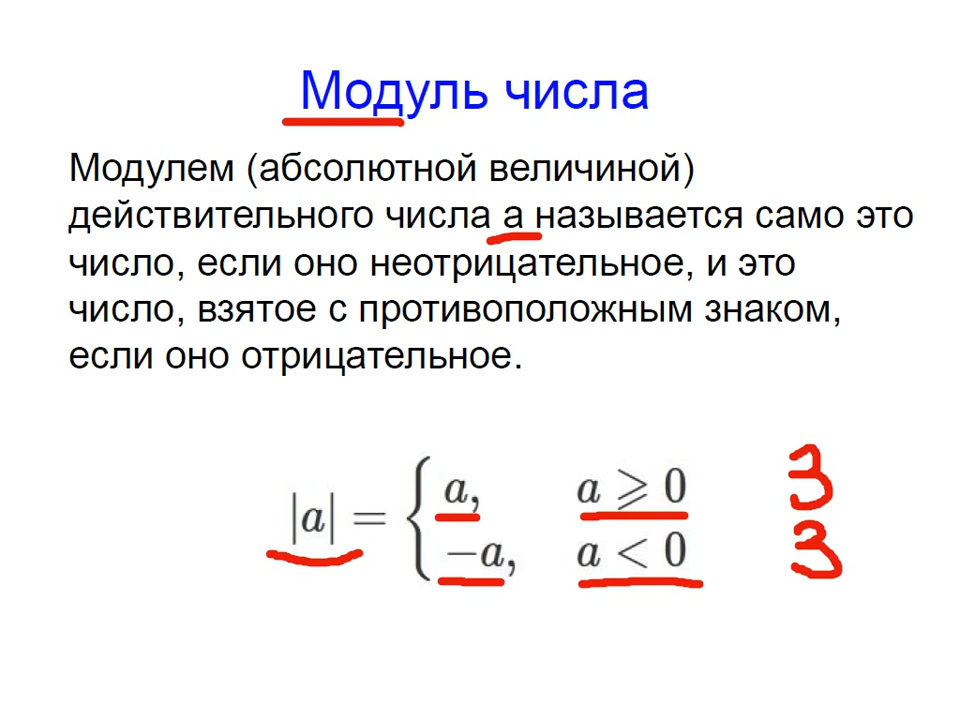 Модуль числа
Модулем (абсолютной величиной)
действительного числа а называется само это
число, если оно неотрицательное, и это
число, взятое с противоположным знаком,
если оно отрицательное.
|a| = { a, a ⩾ 0
-a, a < 0
3
3